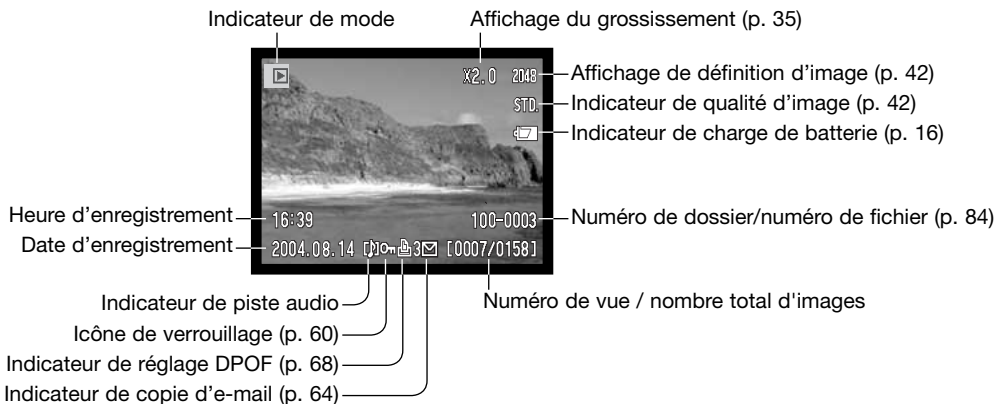 Indicateur de mode
Affichage du grossissement (p. 35)
X2.0 2048
Affichage de définition d’image (p. 42)
STD.
Indicateur de qualité d’image (p. 42)
Indicateur de charge de batterie (p. 16)
Heure d’enregistrement
16:39
100-0003
Numéro de dossier/numéro de fichier (p. 84)
Date d’enregistrement
2004.08.14 [♪] 3 [0007/0158]
Indicateur de piste audio
Numéro de vue / nombre total d'images
Icône de verrouillage (p. 60)
Indicateur de réglage DPOF (p. 68)
Indicateur de copie d’e-mail (p. 64)